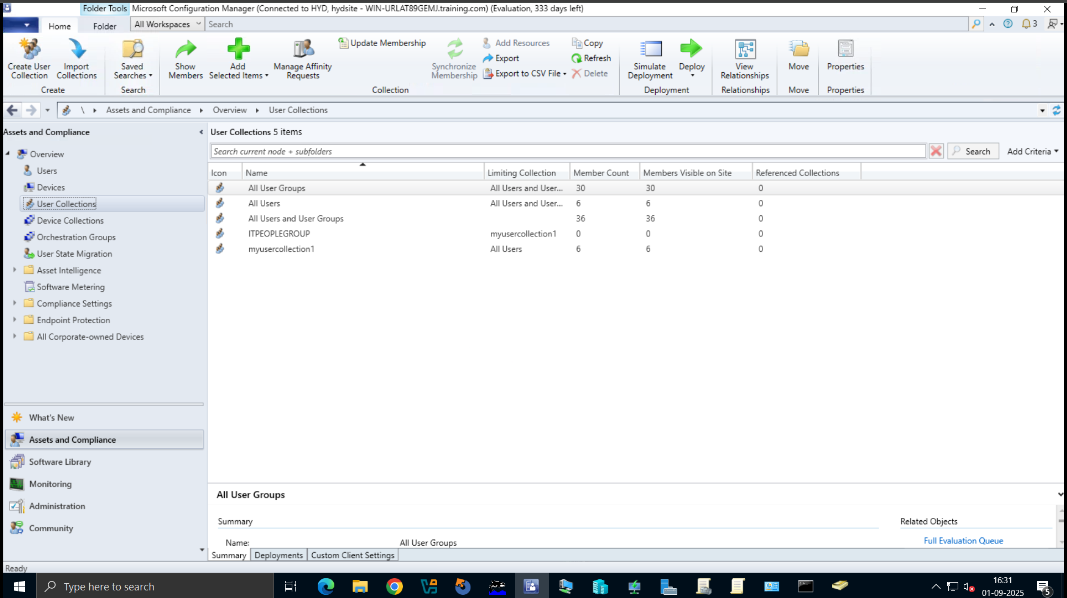 Folder Tools Microsoft Configuration Manager (Connected to HYD, hydsite - WIN-URLAT89GEMJ.training.com) (Evaluation, 333 days left)
Home Folder All Workspaces Search 3
Create User Collection
Import Collections
Create
Saved Searches
Search
Show Members
Add Selected Items
Manage Affinity Requests
Update Membership
Collection
Synchronize Membership
Add Resources
Export
Export to CSV File
Copy
Refresh
Delete
Simulate Deployment
Deploy
Deployment
View Relationships
Relationships
Move
Move
Properties
Properties
\ Assets and Compliance Overview User Collections
Assets and Compliance
Overview
Users
Devices
User Collections
Device Collections
Orchestration Groups
User State Migration
Asset Intelligence
Software Metering
Compliance Settings
Endpoint Protection
All Corporate-owned Devices
What's New
Assets and Compliance
Software Library
Monitoring
Administration
Community
User Collections 5 items
Search current node + subfolders Search Add Criteria
Icon Name Limiting Collection Member Count Members Visible on Site Referenced Collections
All User Groups All Users and User... 30 30 0
All Users All Users and User... 6 6 0
All Users and User Groups 36 36 0
ITPEOPLEGROUP myusercollection1 0 0 0
myusercollection1 All Users 6 6 0
All User Groups
Summary
Name: All User Groups
Related Objects
Full Evaluation Queue
Summary Deployments Custom Client Settings
Ready
Type here to search
16:31
01-09-2025
5